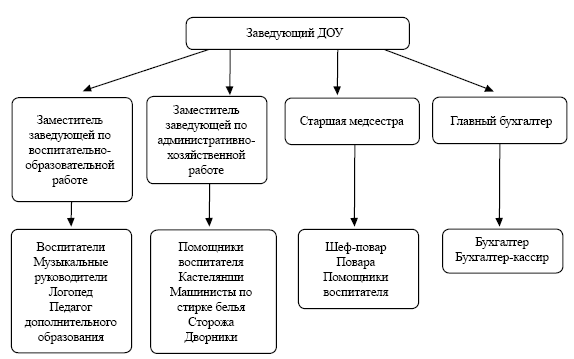 Заведующий ДОУ
Заместитель
заведующей по
воспитательно-
образовательной
работе
Заместитель
заведующей по
административно-
хозяйственной
работе
Старшая медсестра
Главный бухгалтер
Воспитатели
Музыкальные
руководители
Логопед
Педагог
дополнительного
образования
Помощники
воспитателя
Кастелянши
Машинисты по
стирке белья
Сторожа
Дворники
Шеф-повар
Повара
Помощники
воспитателя
Бухгалтер
Бухгалтер-кассир